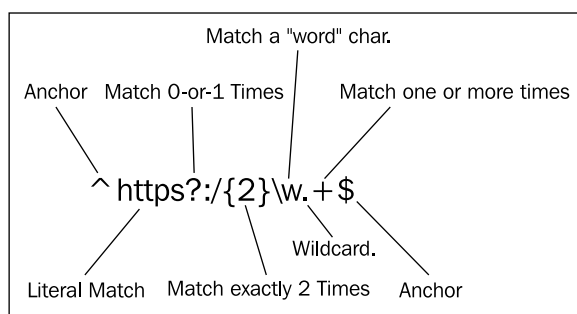 Match a "word" char.
Anchor Match 0-or-1 Times Match one or more times
^https?:/{2}\w.+$
Wildcard.
Literal Match Match exactly 2 Times Anchor